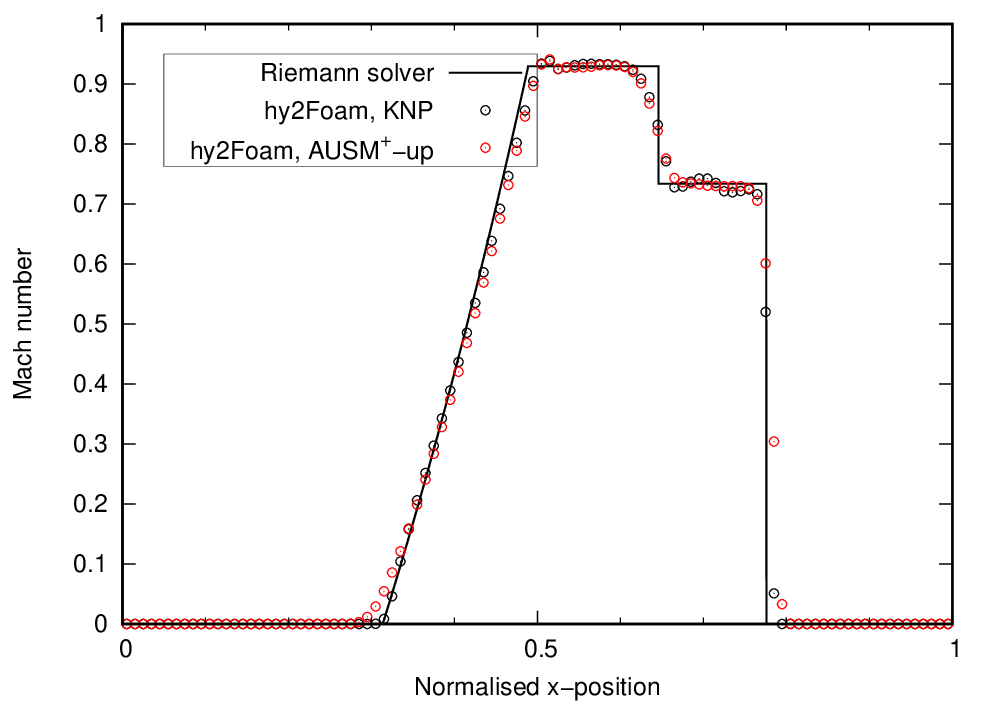 1
0.9
0.8
0.7
0.6
0.5
0.4
0.3
0.2
0.1
0
Mach number
Riemann solver
hy2Foam, KNP
hy2Foam, AUSM⁺−up
0
0.5
1
Normalised x−position